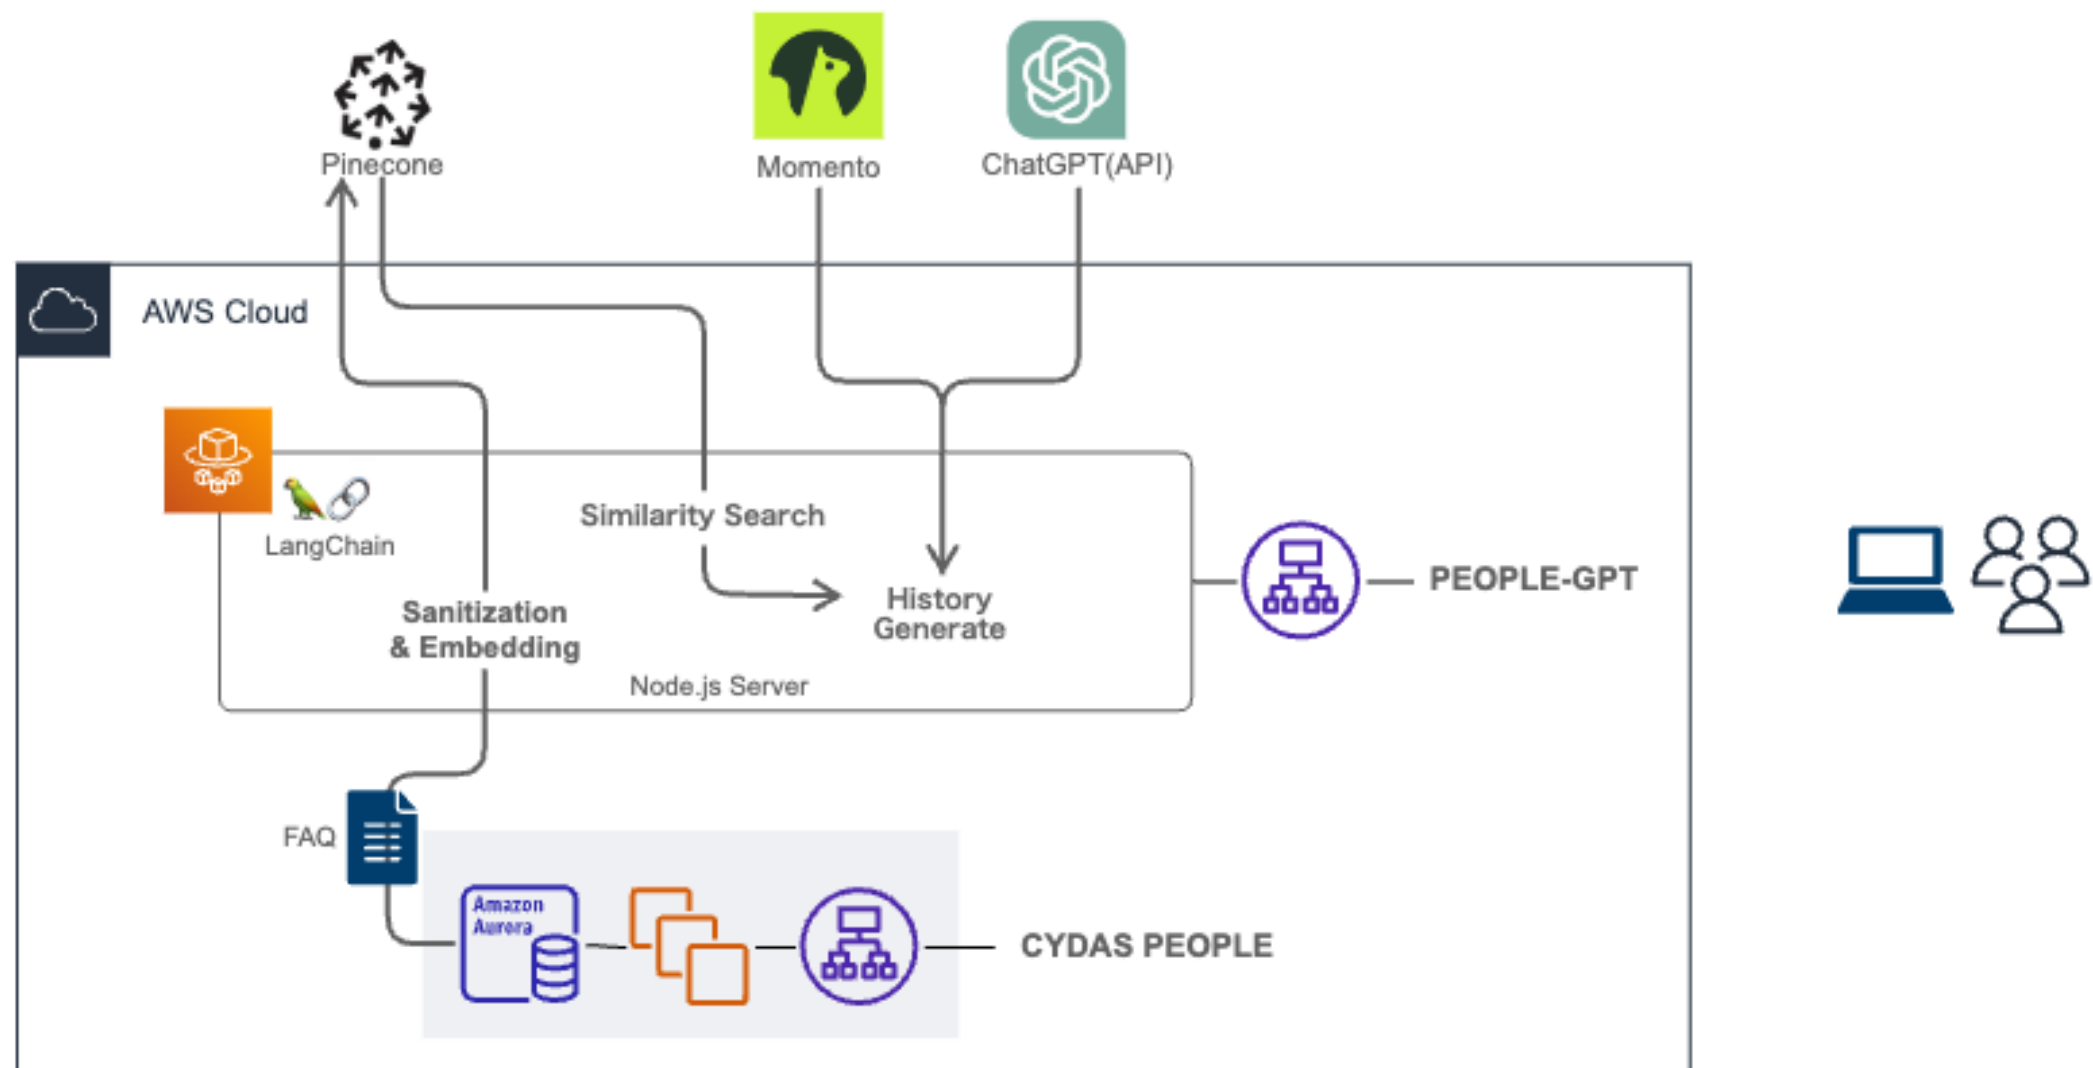 Pinecone
Momento
ChatGPT(API)
AWS Cloud
LangChain
Similarity Search
Sanitization
& Embedding
History
Generate
PEOPLE-GPT
Node.js Server
FAQ
Amazon
Aurora
CYDAS PEOPLE